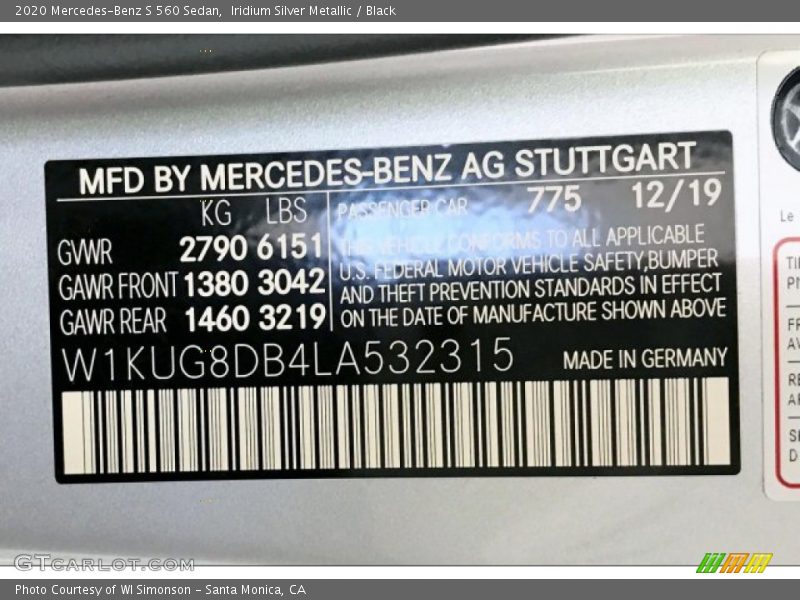 2020 Mercedes-Benz S 560 Sedan,  Iridium Silver Metallic / Black
MFD BY MERCEDES-BENZ AG STUTTGART
KG LBS PASSENGER CAR 775 12/19
GVWR 2790 6151 THIS VEHICLE CONFORMS TO ALL APPLICABLE
GAWR FRONT 1380 3042 U.S. FEDERAL MOTOR VEHICLE SAFETY,BUMPER
AND THEFT PREVENTION STANDARDS IN EFFECT
GAWR REAR 1460 3219 ON THE DATE OF MANUFACTURE SHOWN ABOVE
W1KUG8DB4LA532315 MADE IN GERMANY
Le
GTCARLOT.COM
Photo Courtesy of WI Simonson - Santa Monica, CA